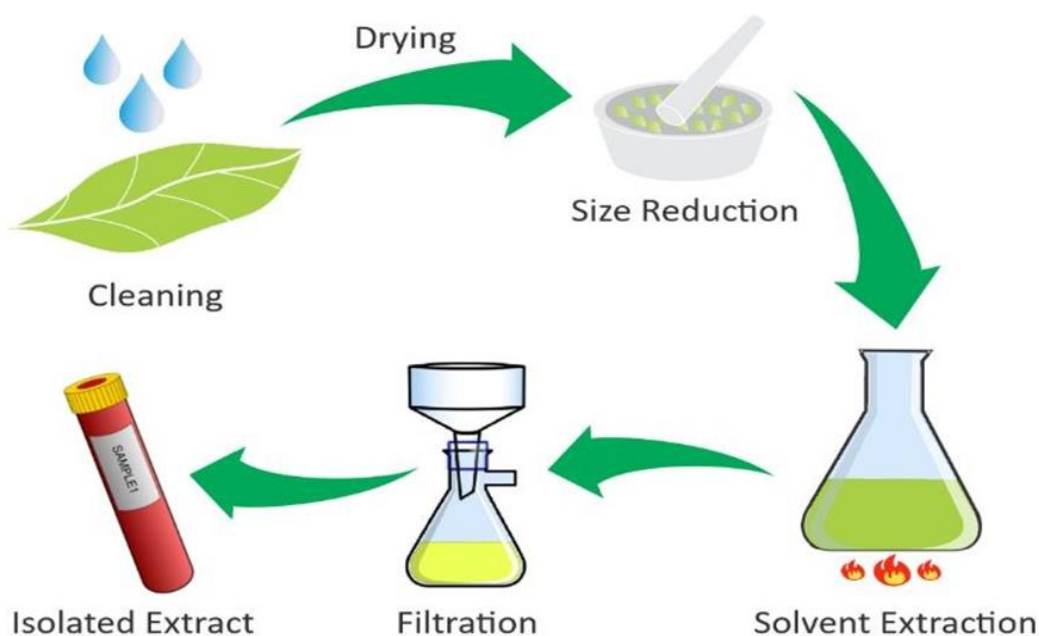 Drying
Cleaning
Size Reduction
Solvent Extraction
Filtration
Isolated Extract
SAMPLE1